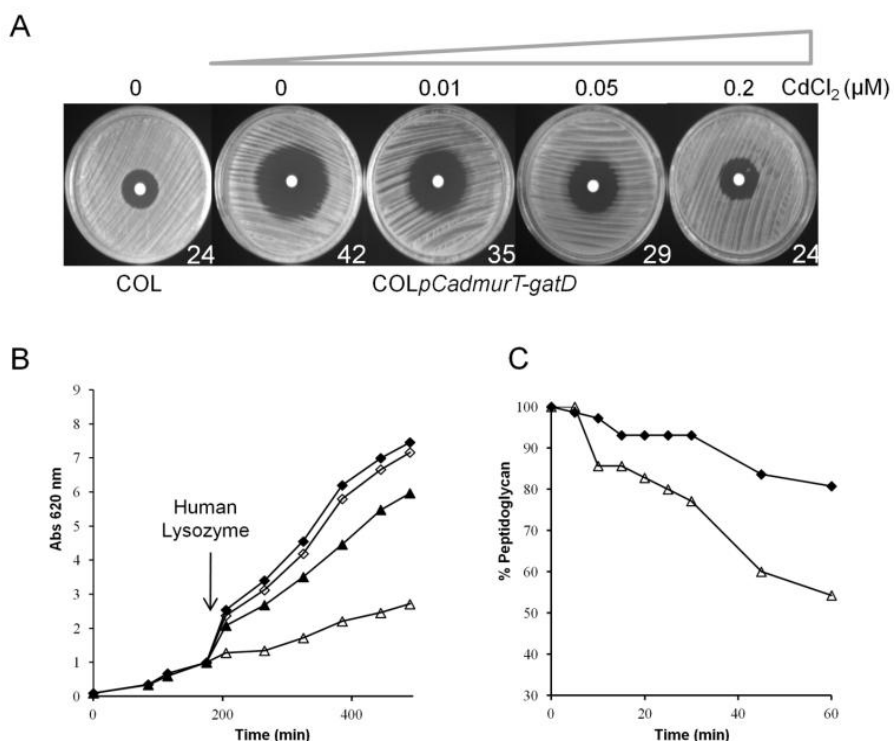 A
0 0 0.01 0.05 0.2 CdCl₂ (µM)
24 42 35 29 24
COL COLpCadmurT-gatD
B
9
8
7
6
5
4
3
2
1
0
Abs 620 nm
Human
Lysozyme
0 200 400
Time (min)
C
100
90
80
70
60
50
40
30
% Peptidoglycan
0 20 40 60
Time (min)